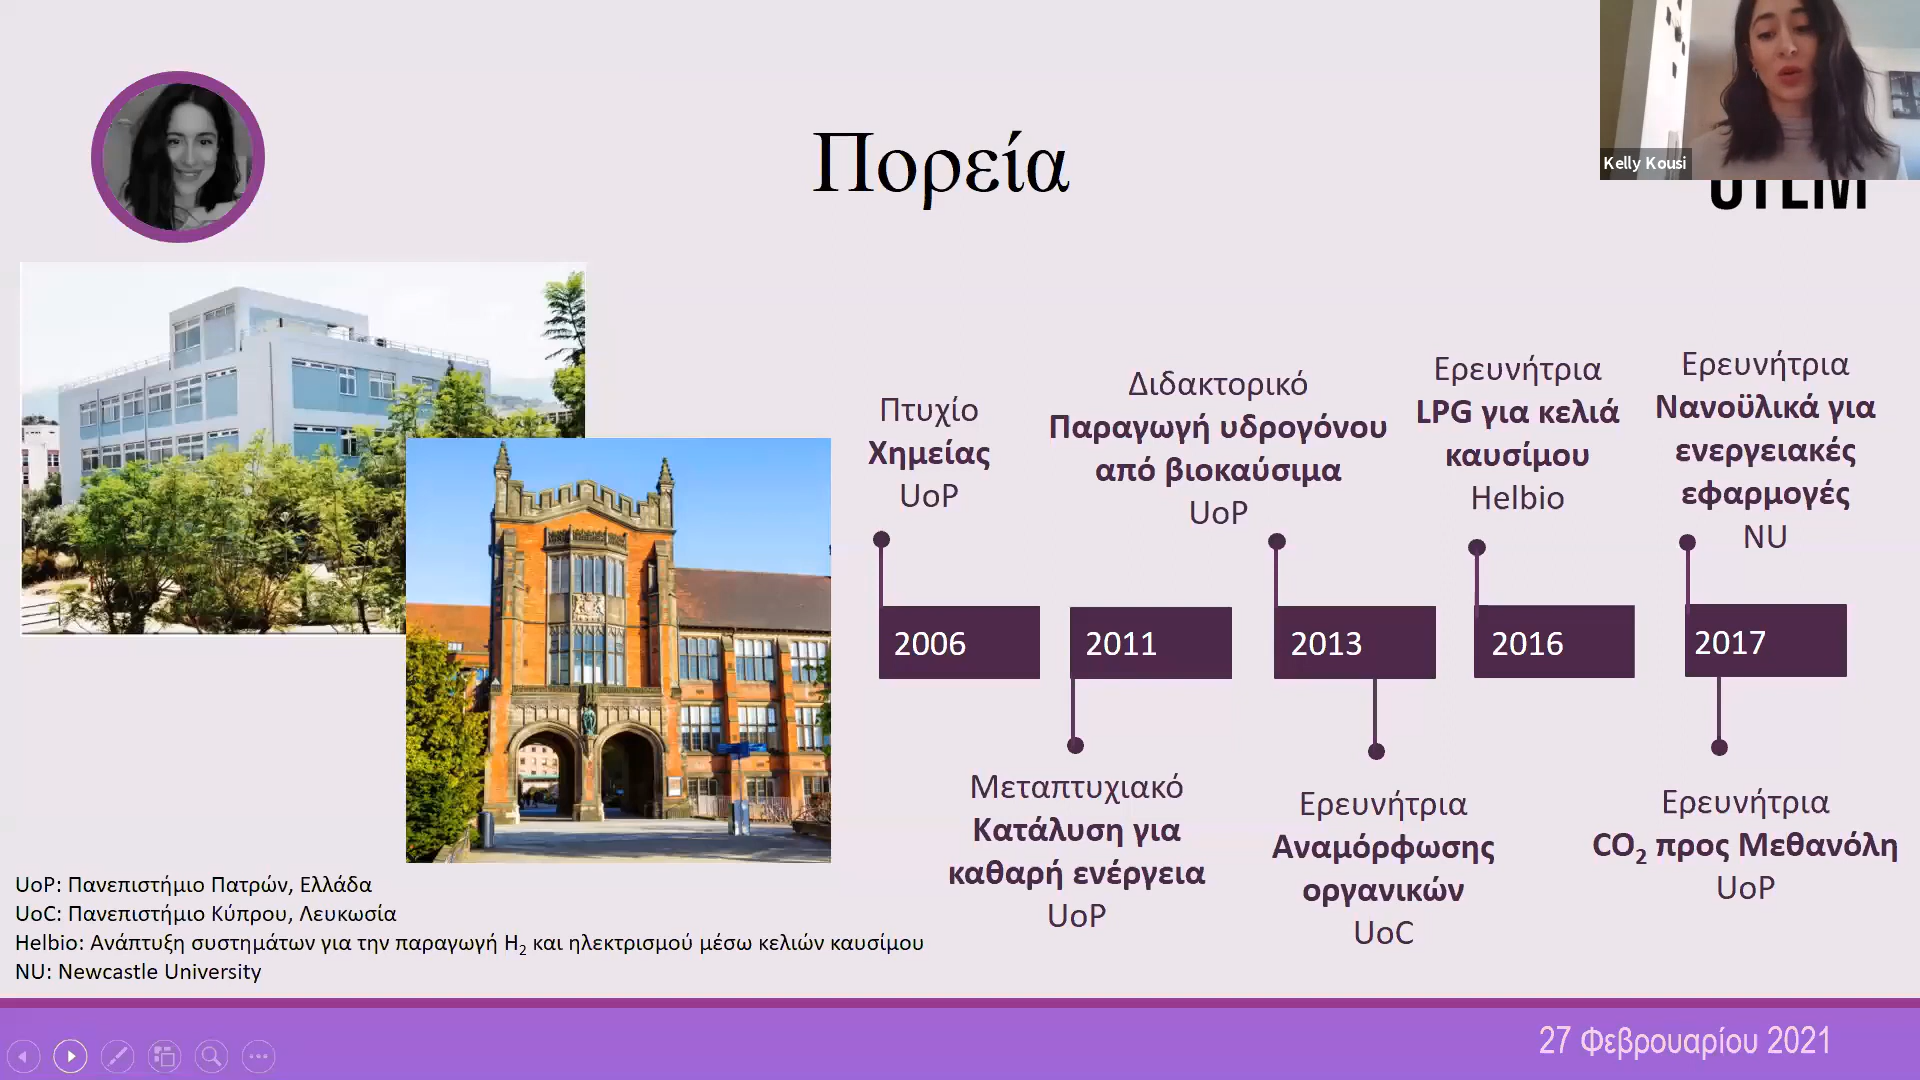 Kelly Kousi
Πορεία
STEM
Πτυχίο
Χημείας
UoP
Διδακτορικό
Παραγωγή υδρογόνου
από βιοκαύσιμα
UoP
Ερευνήτρια
LPG για κελιά
καυσίμου
Helbio
Ερευνήτρια
Νανοϋλικά για
ενεργειακές
εφαρμογές
NU
2006
2011
2013
2016
2017
Μεταπτυχιακό
Κατάλυση για
καθαρή ενέργεια
UoP
Ερευνήτρια
Αναμόρφωσης
οργανικών
UoC
Ερευνήτρια
CO₂ προς Μεθανόλη
UoP
UoP: Πανεπιστήμιο Πατρών, Ελλάδα
UoC: Πανεπιστήμιο Κύπρου, Λευκωσία
Helbio: Ανάπτυξη συστημάτων για την παραγωγή H₂ και ηλεκτρισμού μέσω κελιών καυσίμου
NU: Newcastle University
27 Φεβρουαρίου 2021